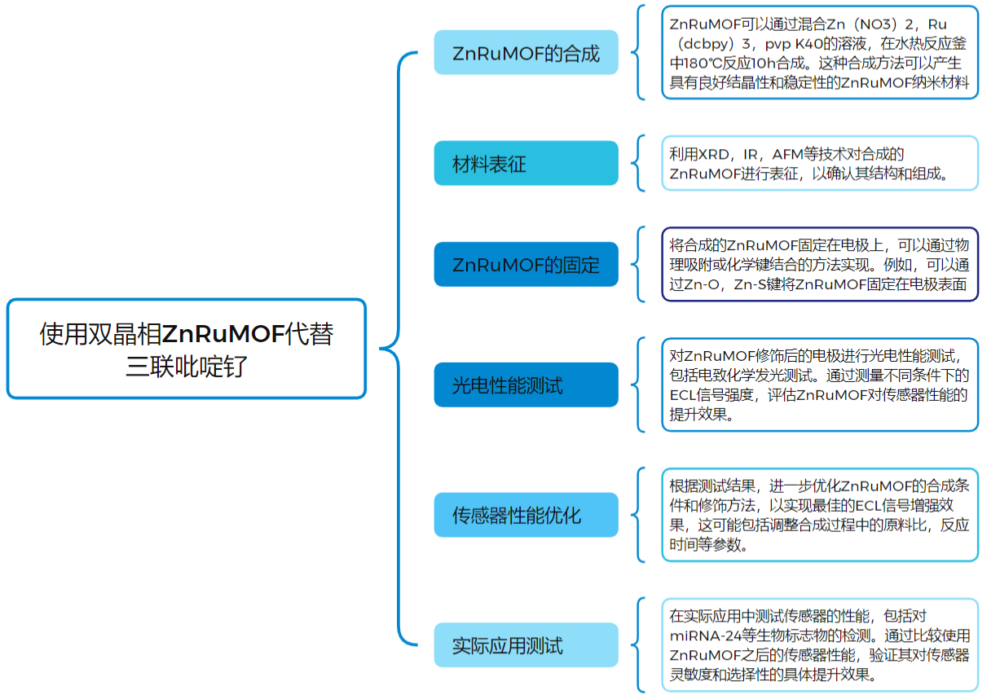 使用双晶相ZnRuMOF代替
三联吡啶钌
ZnRuMOF的合成
ZnRuMOF可以通过混合Zn（NO3）2，Ru
（dcbpy）3，pvp K40的溶液，在水热反应釜
中180℃反应10h合成。这种合成方法可以产生
具有良好结晶性和稳定性的ZnRuMOF纳米材料
材料表征
利用XRD，IR，AFM等技术对合成的
ZnRuMOF进行表征，以确认其结构和组成。
ZnRuMOF的固定
将合成的ZnRuMOF固定在电极上，可以通过物
理吸附或化学键结合的方法实现。例如，可以通
过Zn-O，Zn-S键将ZnRuMOF固定在电极表面
光电性能测试
对ZnRuMOF修饰后的电极进行光电性能测试，
包括电致化学发光测试。通过测量不同条件下的
ECL信号强度，评估ZnRuMOF对传感器性能的
提升效果。
传感器性能优化
根据测试结果，进一步优化ZnRuMOF的合成条
件和修饰方法，以实现最佳的ECL信号增强效
果，这可能包括调整合成过程中的原料比，反应
时间等参数。
实际应用测试
在实际应用中测试传感器的性能，包括对
miRNA-24等生物标志物的检测。通过比较使用
ZnRuMOF之后的传感器性能，验证其对传感器
灵敏度和选择性的具体提升效果。